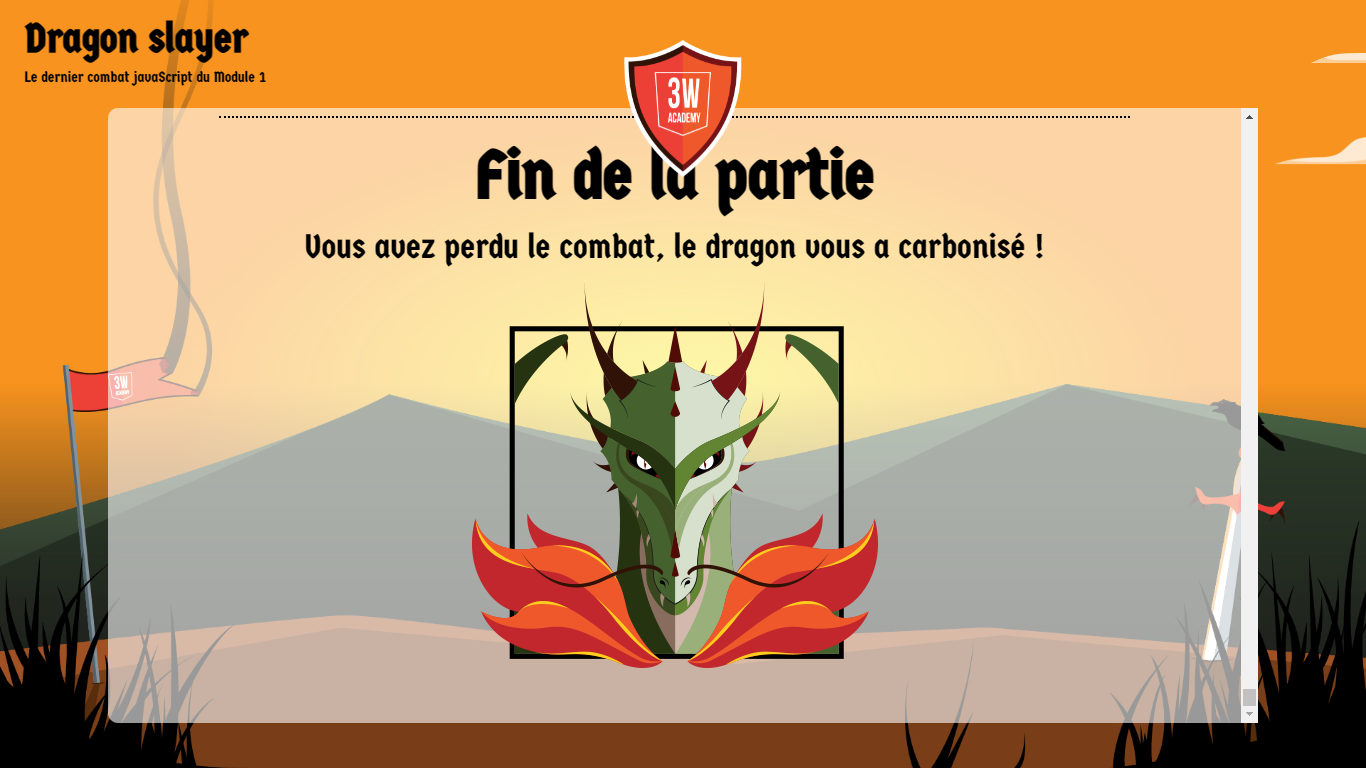 Dragon slayer
Le dernier combat javaScript du Module 1
3W
ACADEMY
Fin de la partie
Vous avez perdu le combat, le dragon vous a carbonisé !
3W
ACADEMY